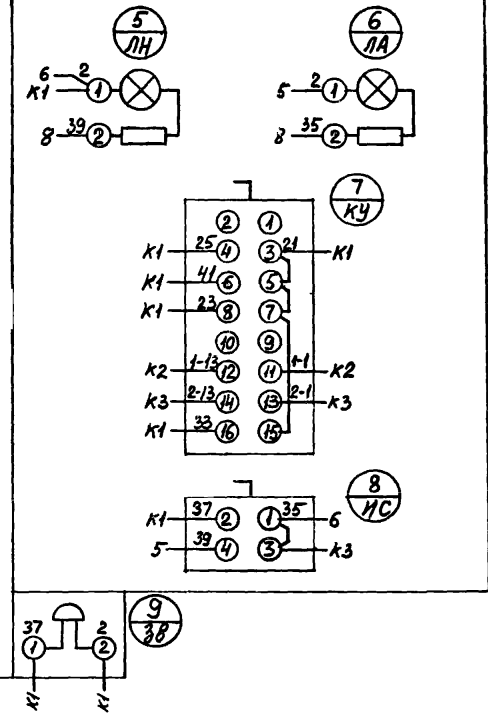 5
ЛН
6
ЛА
6 2
К1 1
8 39 2
5 2 1
8 35 2
7
КУ
2 1
К1 25 4 3 21 К1
К1 41 6 5
К1 23 8 7
10 9
К2 1-13 12 11 1-1 К2
К3 2-13 14 13 2-1 К3
К1 33 16 15
8
ИС
К1 37 2 1 35 6
5 39 4 3 К3
9
ЗВ
37 2
1 2
К1 К1